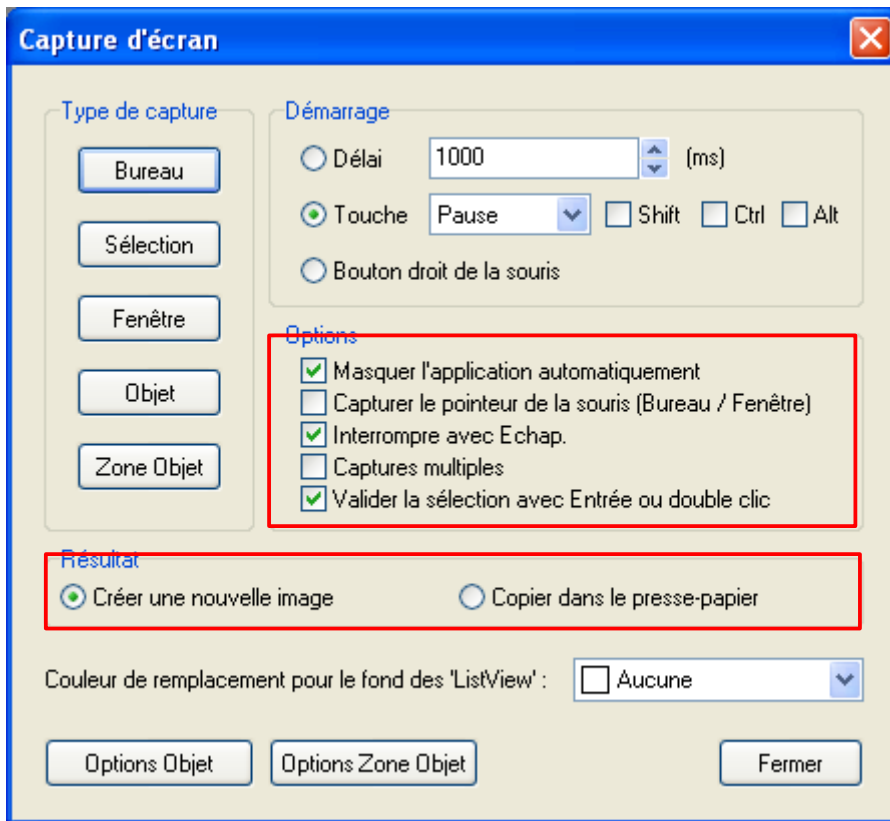 Capture d'écran
Type de capture
Bureau
Sélection
Fenêtre
Objet
Zone Objet
Démarrage
Délai 1000 (ms)
Touche Pause Shift Ctrl Alt
Bouton droit de la souris
Options
Masquer l'application automatiquement
Capturer le pointeur de la souris (Bureau / Fenêtre)
Interrompre avec Echap.
Captures multiples
Valider la sélection avec Entrée ou double clic
Résultat
Créer une nouvelle image Copier dans le presse-papier
Couleur de remplacement pour le fond des 'ListView' : Aucune
Options Objet Options Zone Objet Fermer